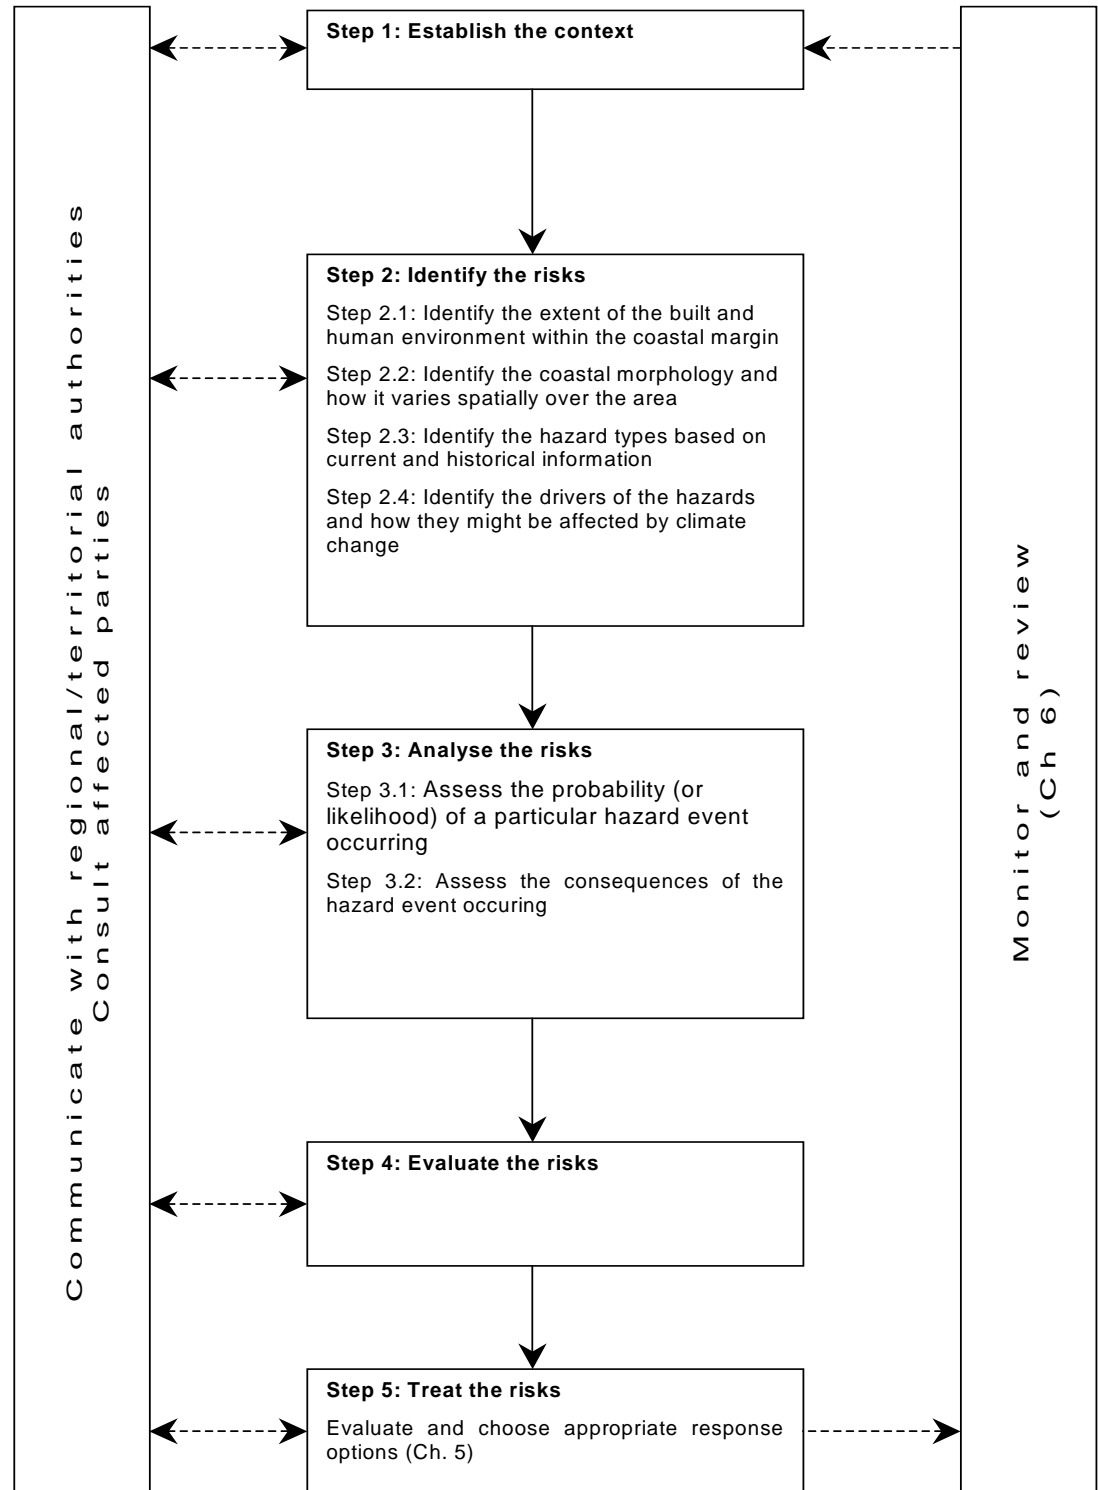 Communicate with regional/territorial authorities
Consult affected parties
Step 1: Establish the context
Step 2: Identify the risks
Step 2.1: Identify the extent of the built and
human environment within the coastal margin
Step 2.2: Identify the coastal morphology and
how it varies spatially over the area
Step 2.3: Identify the hazard types based on
current and historical information
Step 2.4: Identify the drivers of the hazards
and how they might be affected by climate
change
Step 3: Analyse the risks
Step 3.1: Assess the probability (or
likelihood) of a particular hazard event
occurring
Step 3.2: Assess the consequences of the
hazard event occuring
Step 4: Evaluate the risks
Step 5: Treat the risks
Evaluate and choose appropriate response
options (Ch. 5)
Monitor and review
(Ch 6)